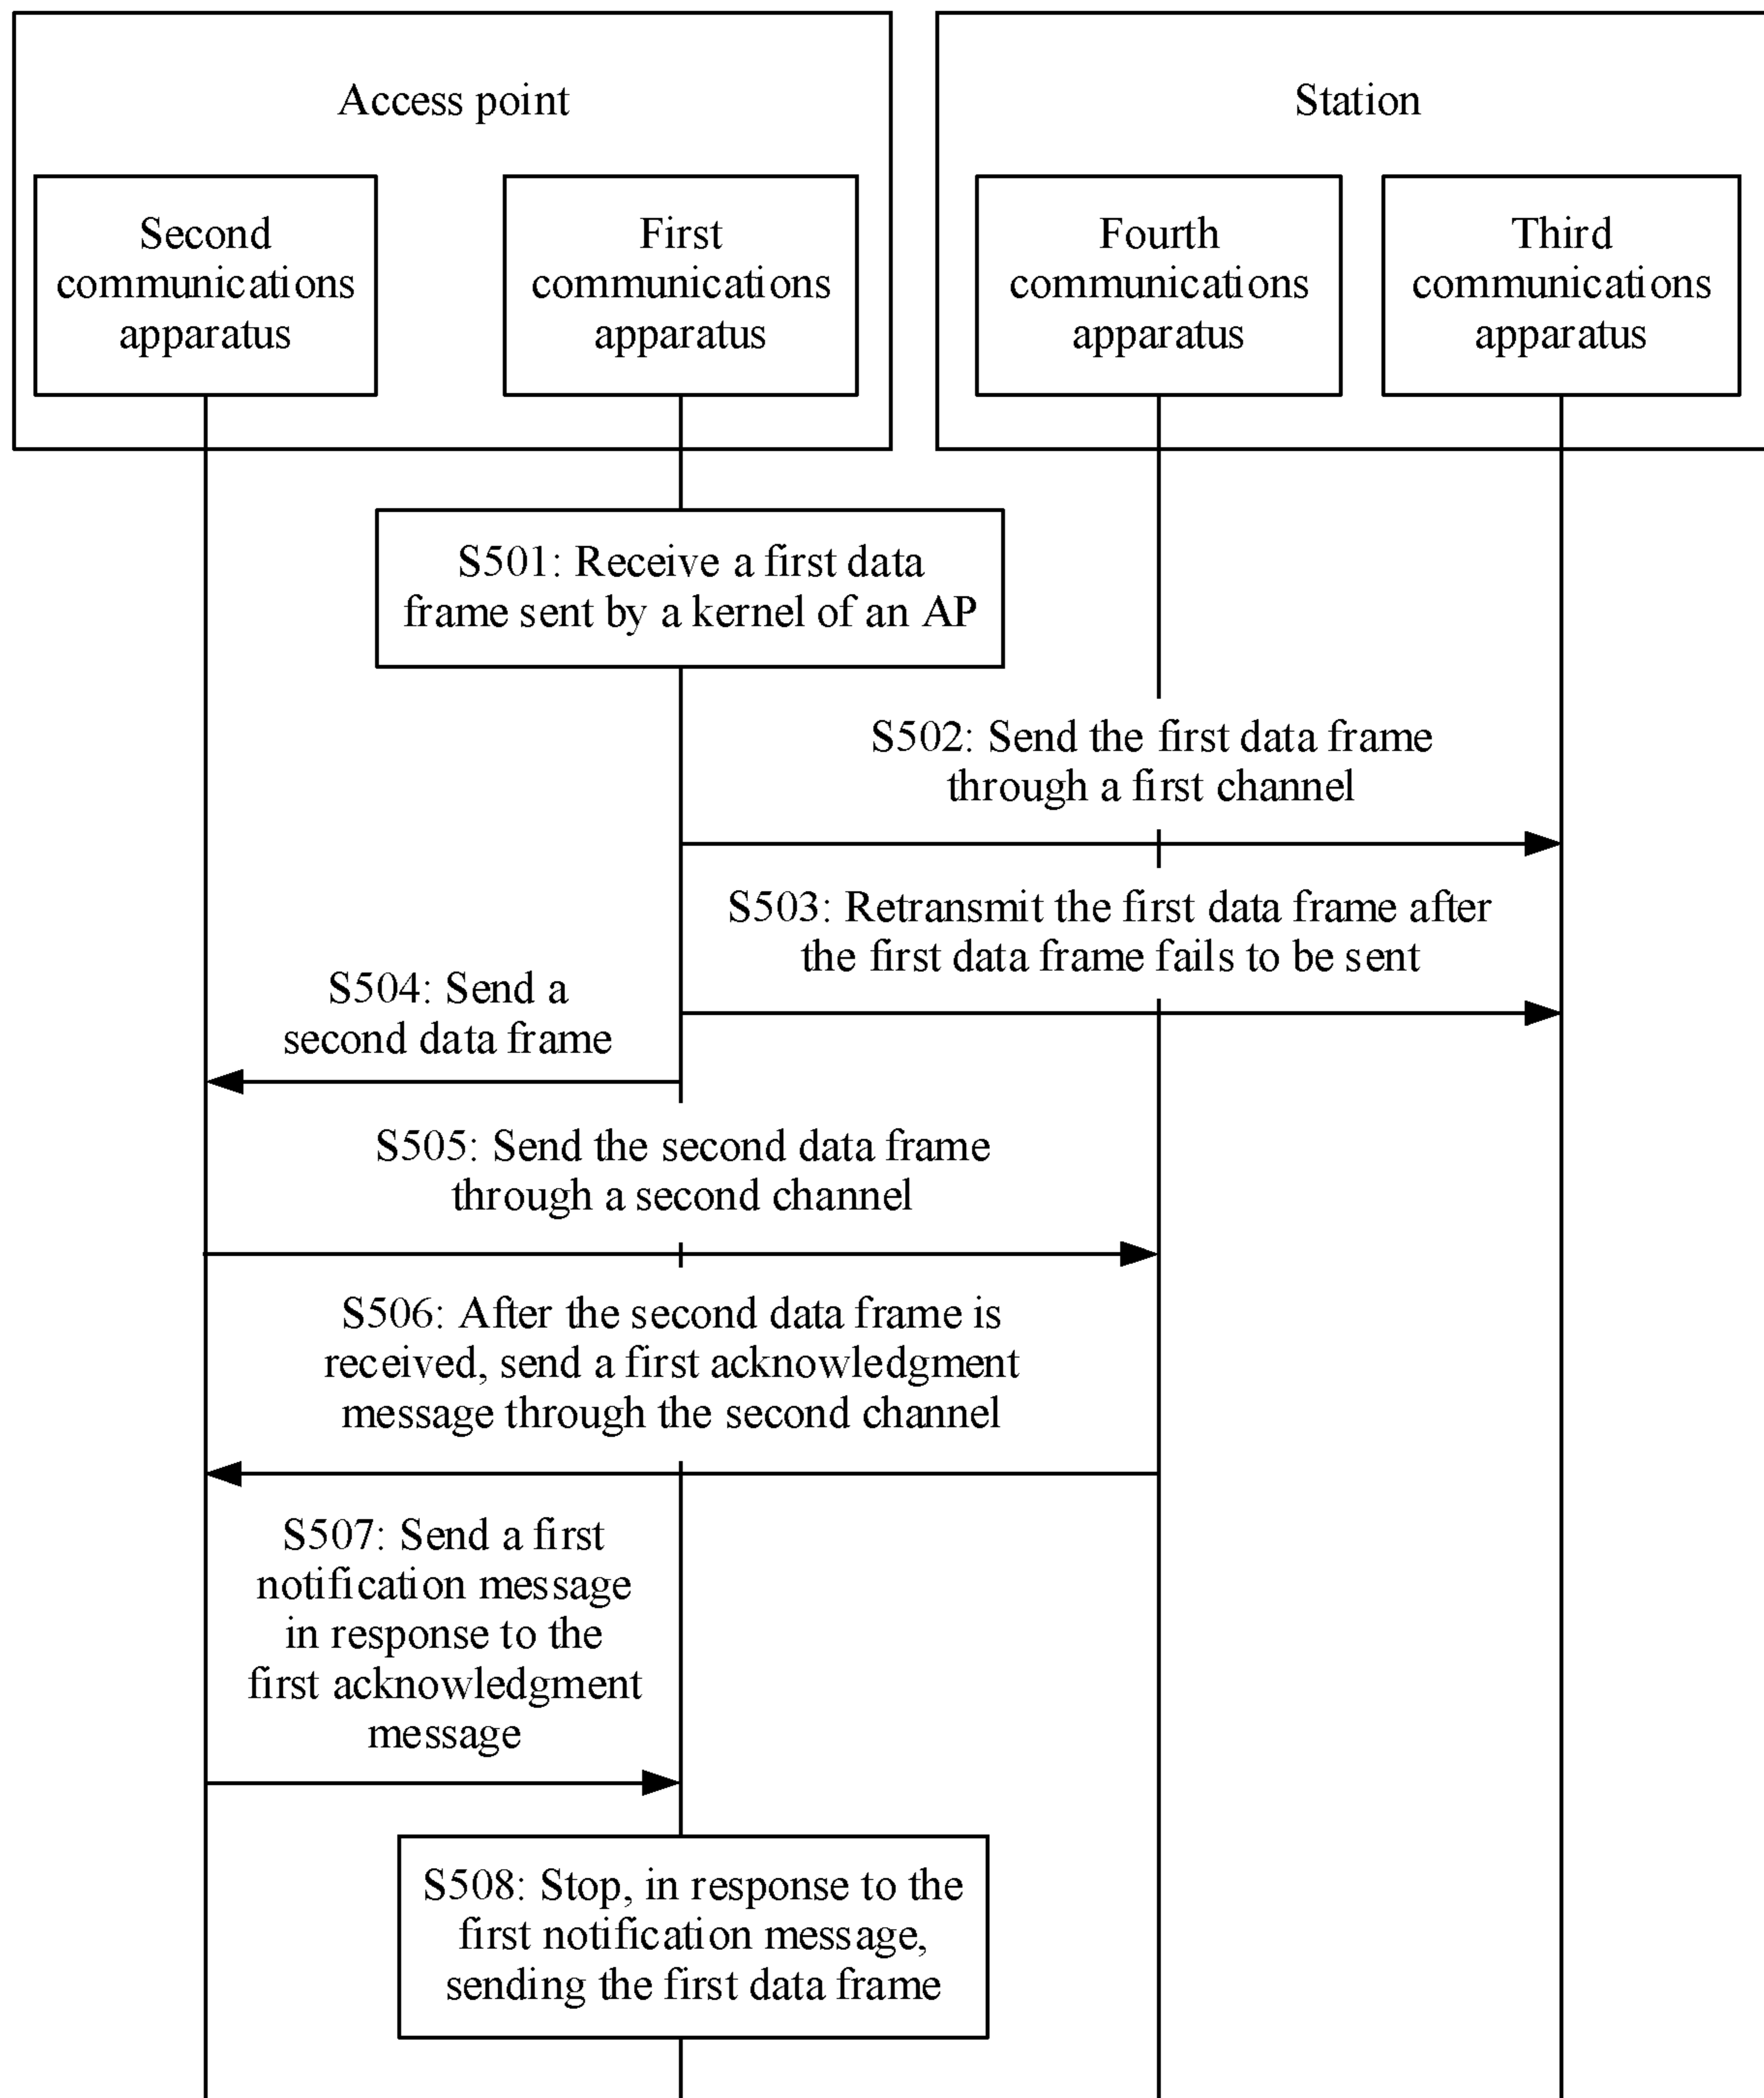 Access point
Station
Second
communications
apparatus
First
communications
apparatus
Fourth
communications
apparatus
Third
communications
apparatus
S501: Receive a first data
frame sent by a kernel of an AP
S502: Send the first data frame
through a first channel
S503: Retransmit the first data frame after
the first data frame fails to be sent
S504: Send a
second data frame
S505: Send the second data frame
through a second channel
S506: After the second data frame is
received, send a first acknowledgment
message through the second channel
S507: Send a first
notification message
in response to the
first acknowledgment
message
S508: Stop, in response to the
first notification message,
sending the first data frame